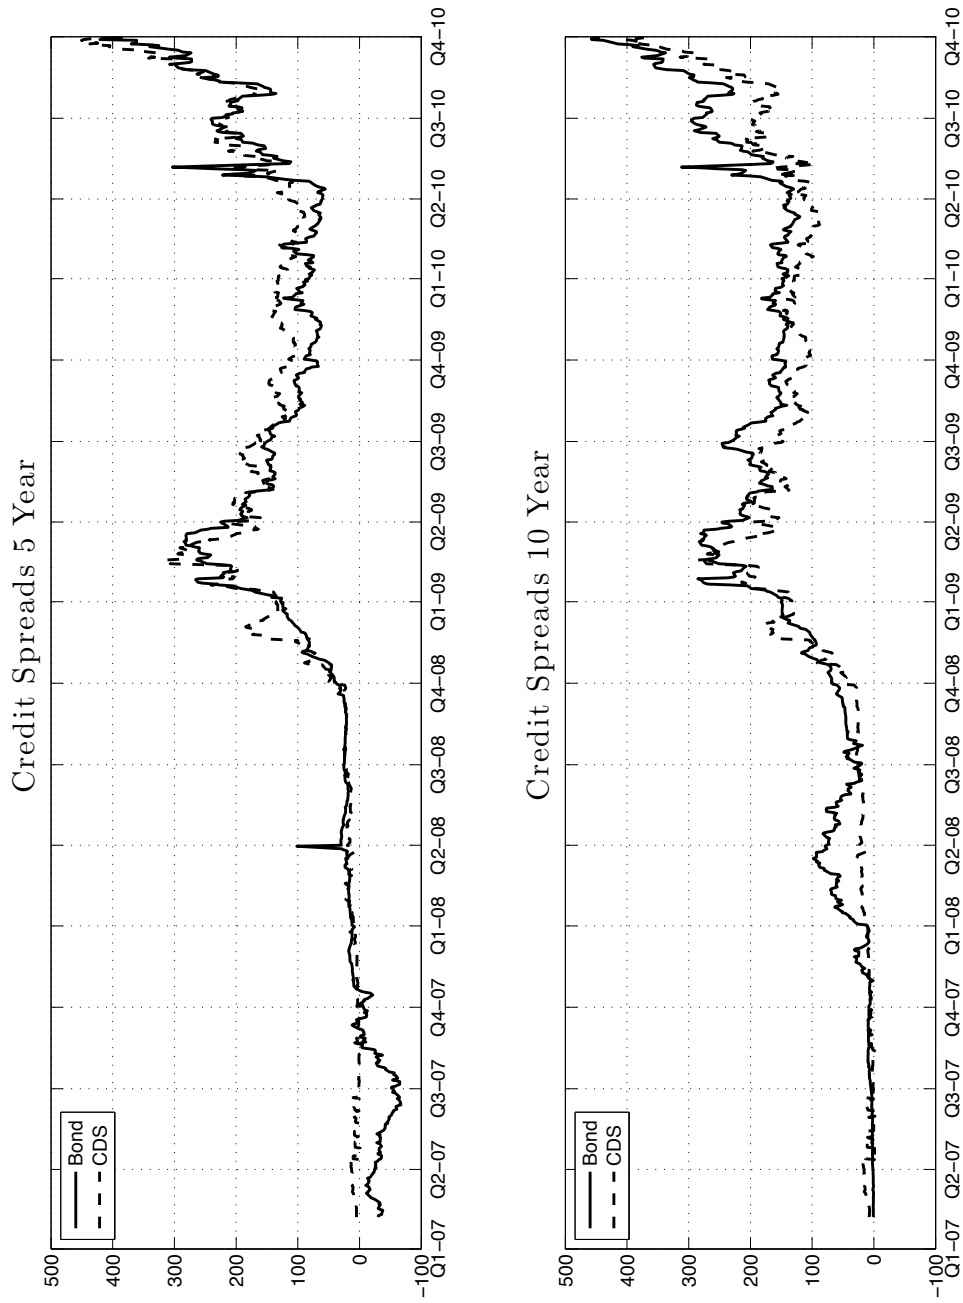 Credit Spreads 5 Year
500
400
300
200
100
0
−100
Q1−07
Q2−07
Q3−07
Q4−07
Q1−08
Q2−08
Q3−08
Q4−08
Q1−09
Q2−09
Q3−09
Q4−09
Q1−10
Q2−10
Q3−10
Q4−10
Bond
CDS
Credit Spreads 10 Year
500
400
300
200
100
0
−100
Q1−07
Q2−07
Q3−07
Q4−07
Q1−08
Q2−08
Q3−08
Q4−08
Q1−09
Q2−09
Q3−09
Q4−09
Q1−10
Q2−10
Q3−10
Q4−10
Bond
CDS